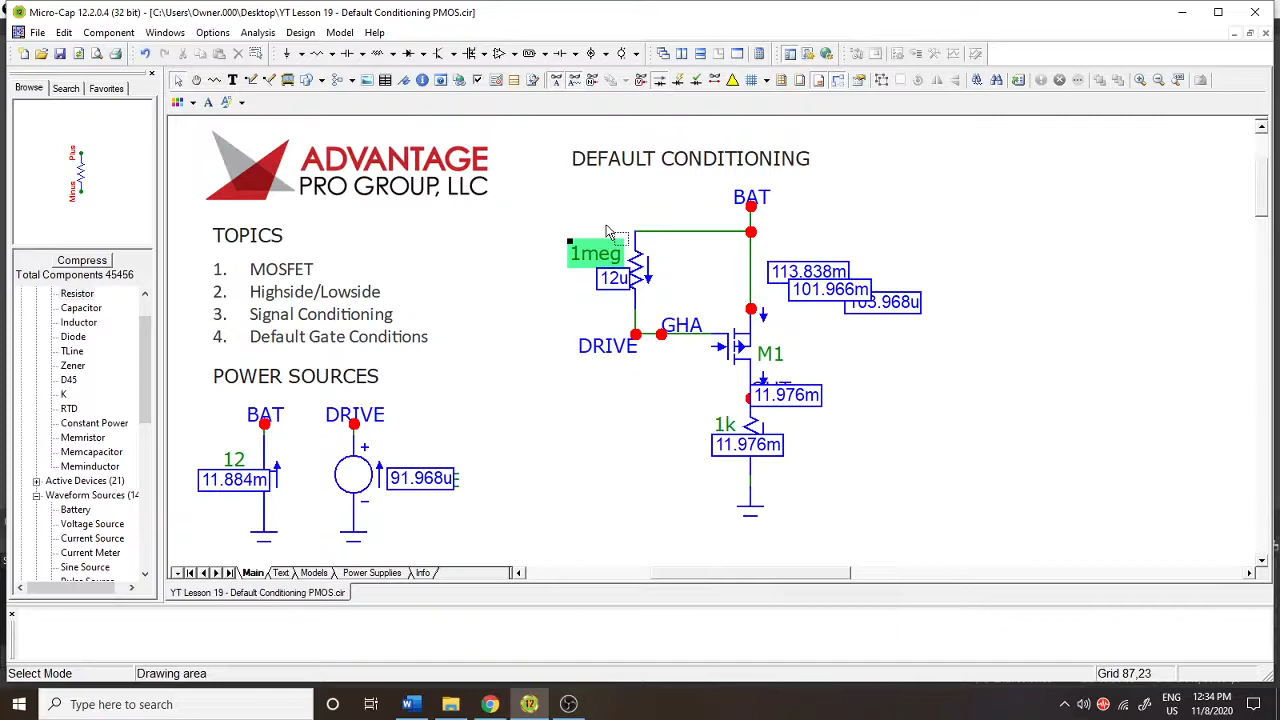 Micro-Cap 12.2.0.4 (32 bit) - [C:\Users\Owner.000\Desktop\YT Lesson 19 - Default Conditioning PMOS.cir]
File Edit Component Windows Options Analysis Design Model Help
Browse Search Favorites
Plus
Minus
Compress
Total Components 45456
Resistor
Capacitor
Inductor
Diode
TLine
Zener
D45
K
RTD
Constant Power
Memristor
Memcapacitor
Meminductor
Active Devices (21)
Waveform Sources (14
Battery
Voltage Source
Current Source
Current Meter
Sine Source
ADVANTAGE
PRO GROUP, LLC
TOPICS
1. MOSFET
2. Highside/Lowside
3. Signal Conditioning
4. Default Gate Conditions
POWER SOURCES
BAT
12
11.884m
DRIVE
+
−
91.968u
DEFAULT CONDITIONING
BAT
1meg
12u
113.838m
101.966m
GHA
DRIVE
M1
11.976m
1k
11.976m
Main Text Models Power Supplies Info
YT Lesson 19 - Default Conditioning PMOS.cir
Select Mode Drawing area Grid 87,23
Type here to search
12
ENG
US
12:34 PM
11/8/2020